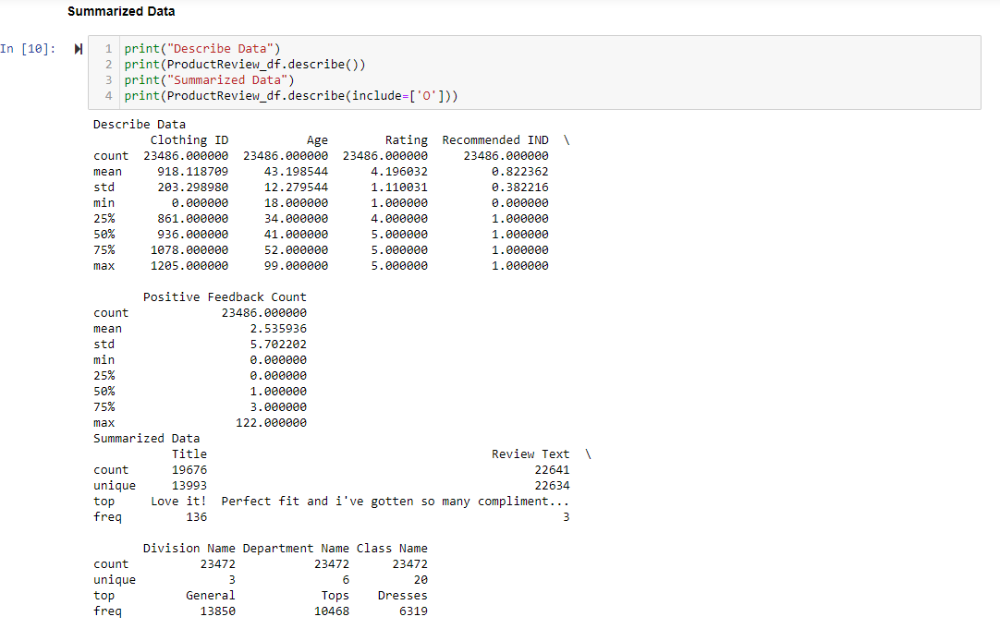 Summarized Data
In [10]:
1 print("Describe Data")
2 print(ProductReview_df.describe())
3 print("Summarized Data")
4 print(ProductReview_df.describe(include=['O']))
Describe Data
        Clothing ID           Age        Rating  Recommended IND  \
count  23486.000000  23486.000000  23486.000000     23486.000000
mean     918.118709     43.198544      4.196032         0.822362
std      203.298980     12.279544      1.110031         0.382216
min        0.000000     18.000000      1.000000         0.000000
25%      861.000000     34.000000      4.000000         1.000000
50%      936.000000     41.000000      5.000000         1.000000
75%     1078.000000     52.000000      5.000000         1.000000
max     1205.000000     99.000000      5.000000         1.000000
       Positive Feedback Count
count             23486.000000
mean                  2.535936
std                   5.702202
min                   0.000000
25%                   0.000000
50%                   1.000000
75%                   3.000000
max                 122.000000
Summarized Data
           Title                                        Review Text  \
count      19676                                              22641
unique     13993                                              22634
top     Love it!  Perfect fit and i've gotten so many compliment...
freq         136                                                  3
       Division Name Department Name Class Name
count          23472           23472      23472
unique             3               6         20
top          General            Tops    Dresses
freq           13850           10468       6319